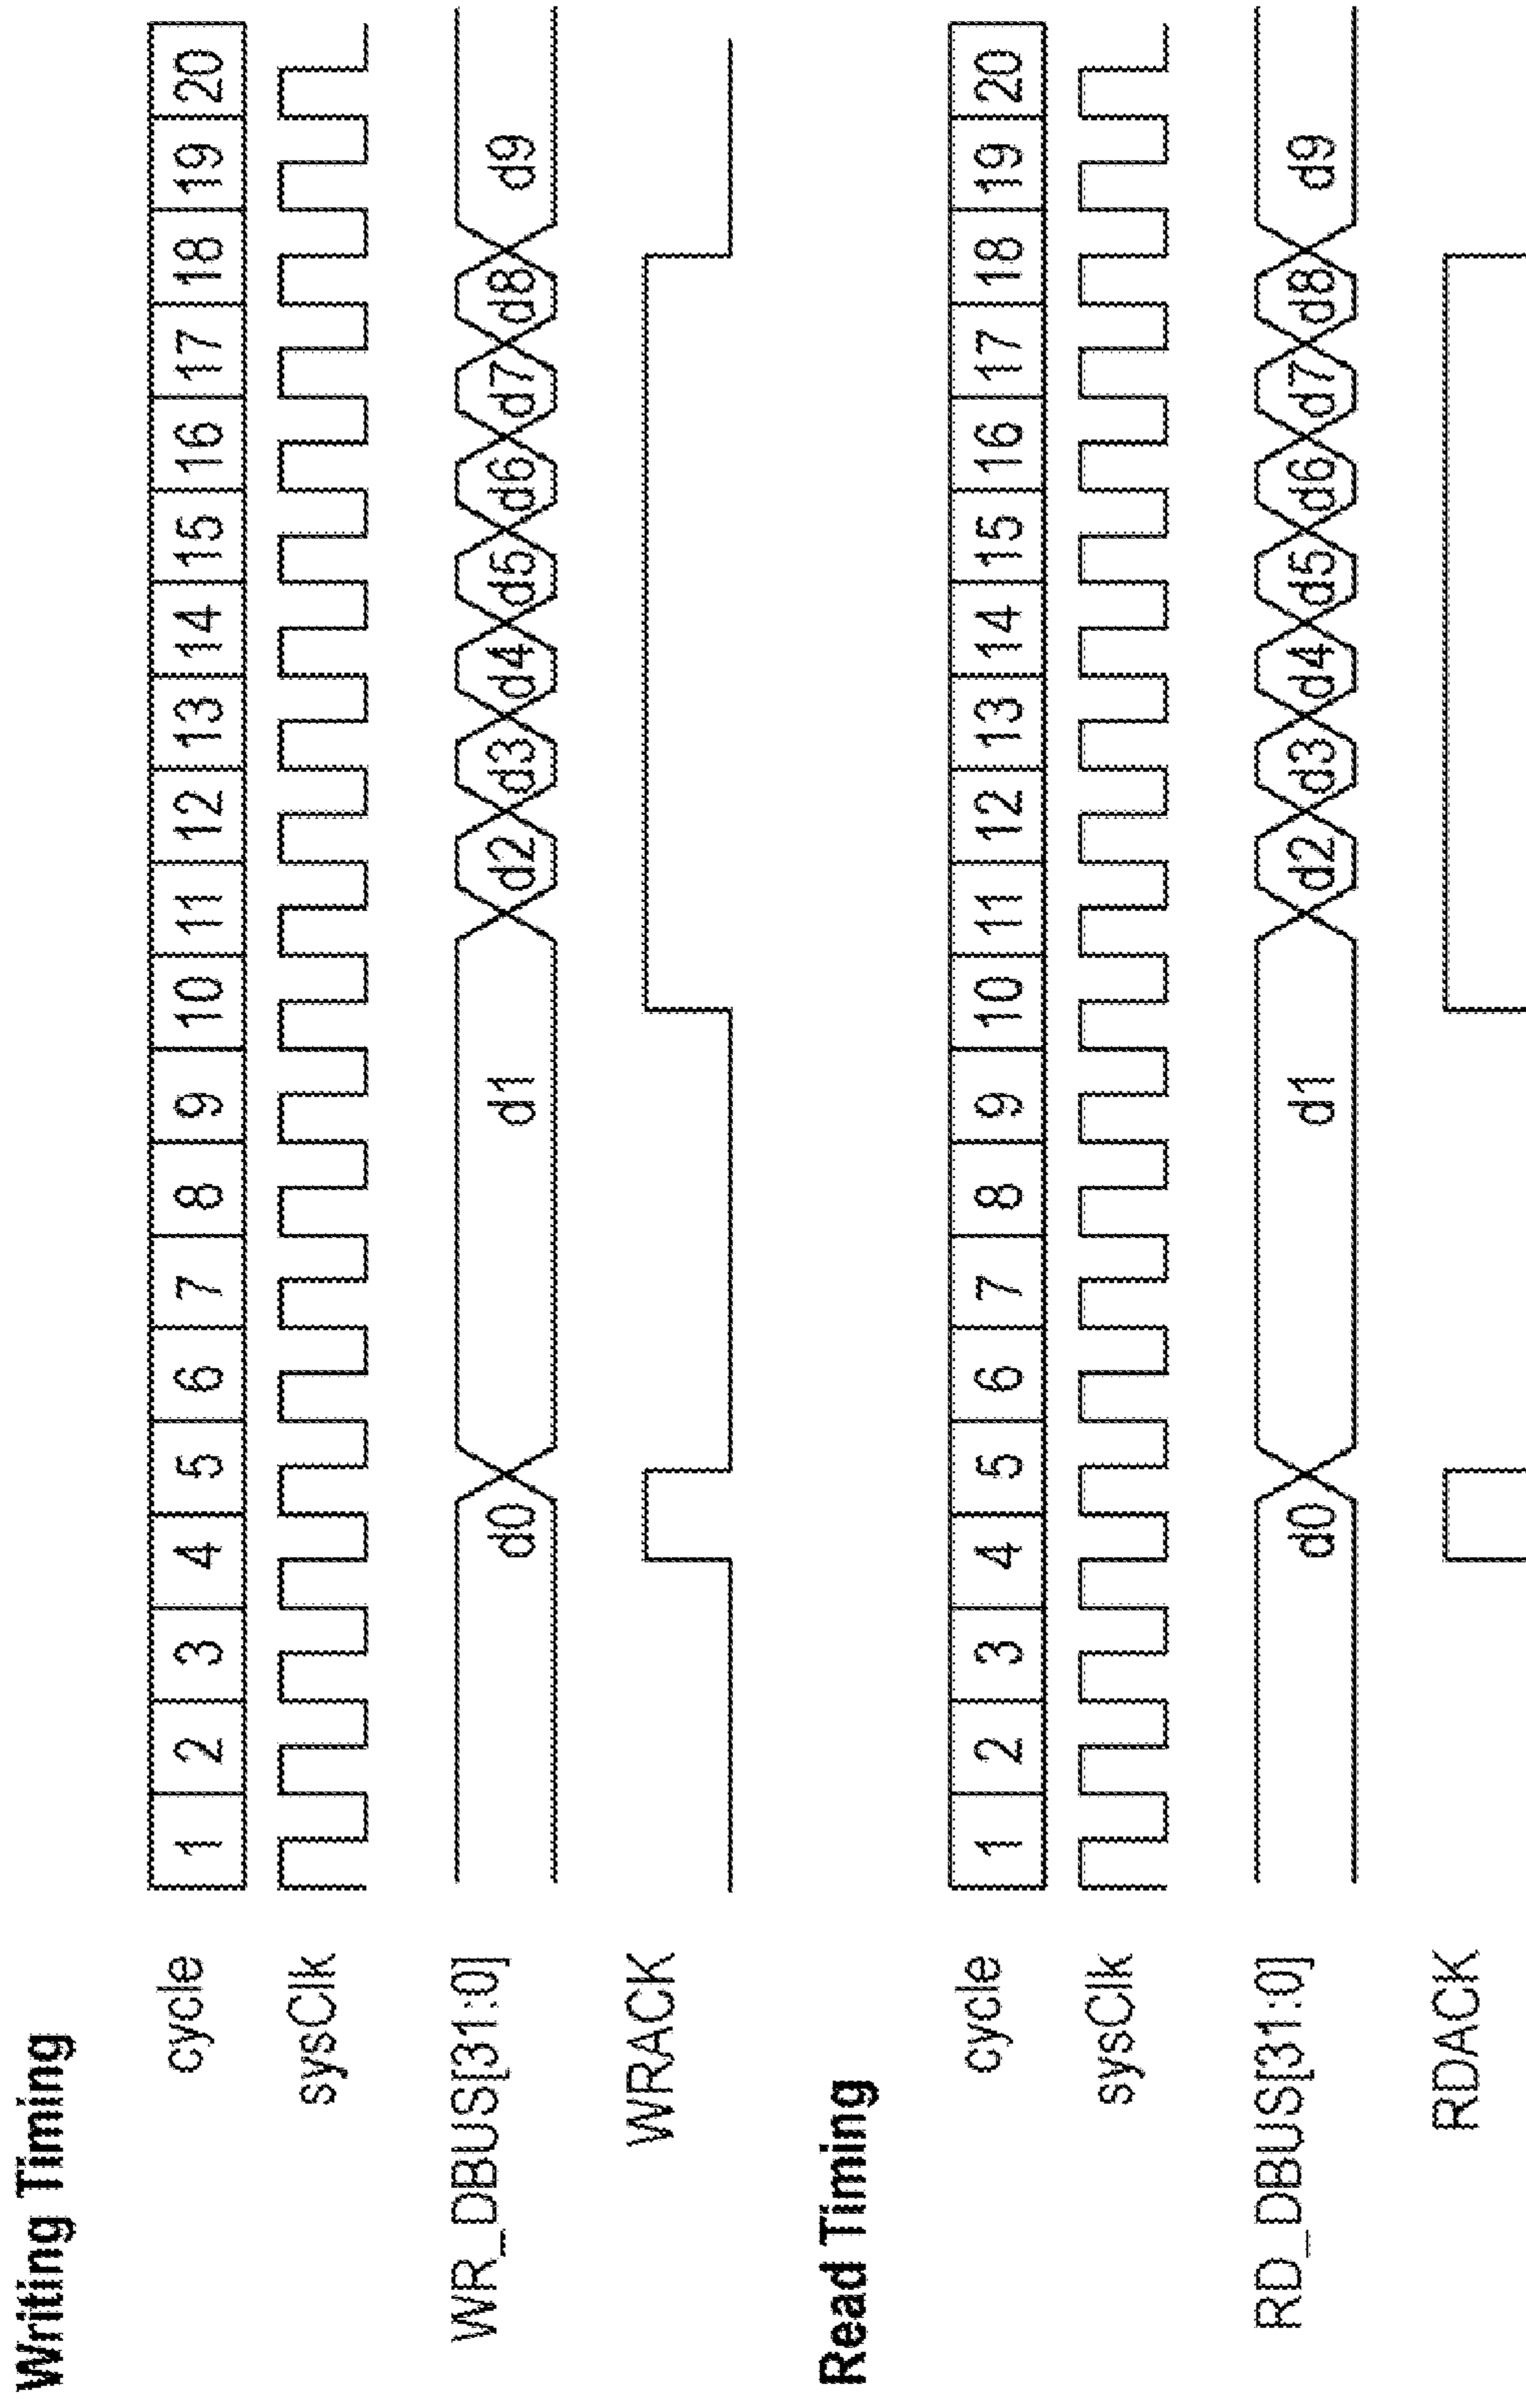 Writing Timing
cycle 1 2 3 4 5 6 7 8 9 10 11 12 13 14 15 16 17 18 19 20
sysClk
WR_DBUS[31:0] d0 d1 d2 d3 d4 d5 d6 d7 d8 d9
WRACK
Read Timing
cycle 1 2 3 4 5 6 7 8 9 10 11 12 13 14 15 16 17 18 19 20
sysClk
RD_DBUS[31:0] d0 d1 d2 d3 d4 d5 d6 d7 d8 d9
RDACK